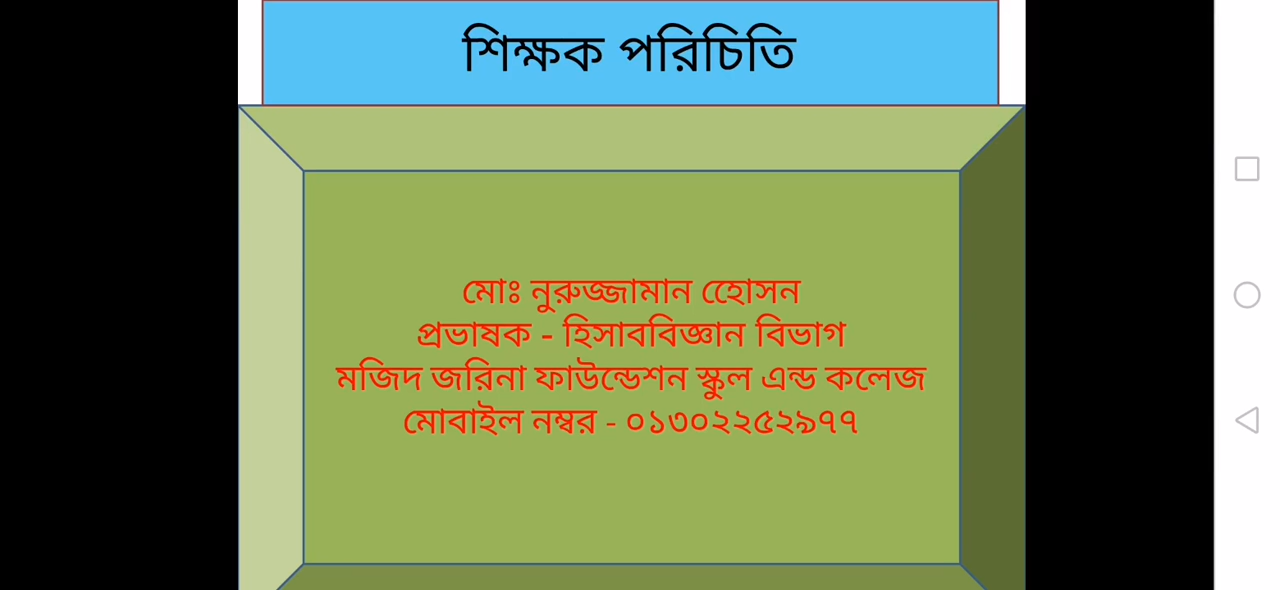 শিক্ষক পরিচিতি
মোঃ নুরুজ্জামান হোেসন
প্রভাষক - হিসাববিজ্ঞান বিভাগ
মজিদ জরিনা ফাউন্ডেশন স্কুল এন্ড কলেজ
মোবাইল নম্বর - ০১৩০২২৫২৯৭৭